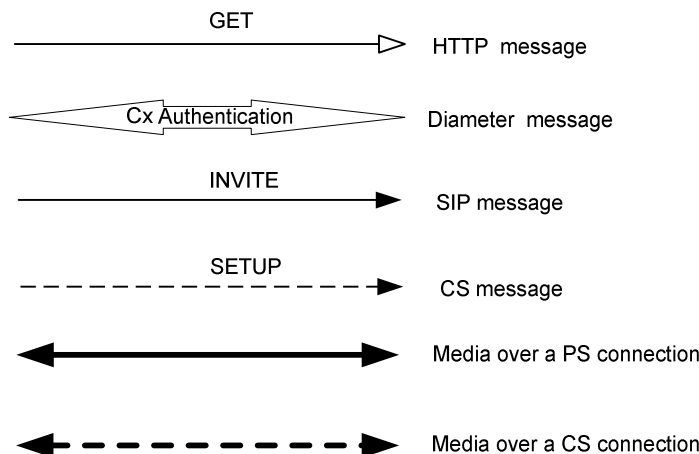 GET
HTTP message
Cx Authentication
Diameter message
INVITE
SIP message
SETUP
CS message
Media over a PS connection
Media over a CS connection